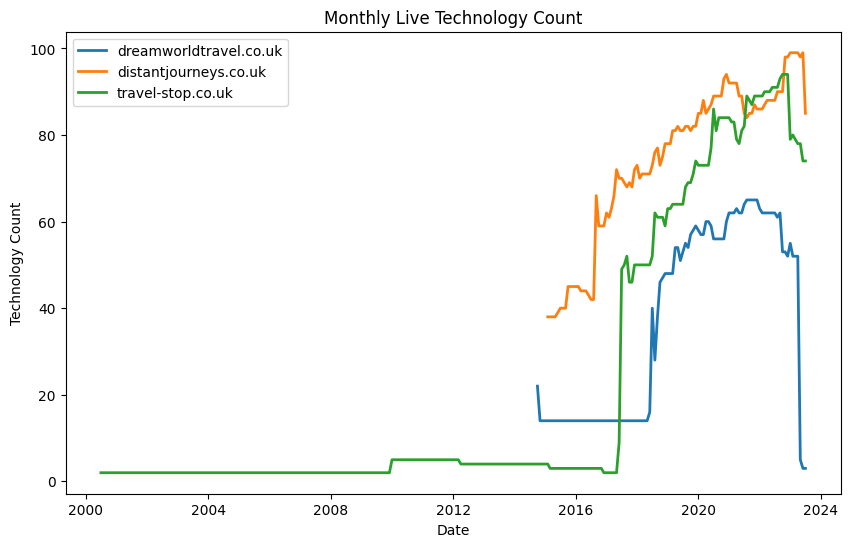 Monthly Live Technology Count
dreamworldtravel.co.uk
distantjourneys.co.uk
travel-stop.co.uk
Technology Count
100
80
60
40
20
0
2000 2004 2008 2012 2016 2020 2024
Date